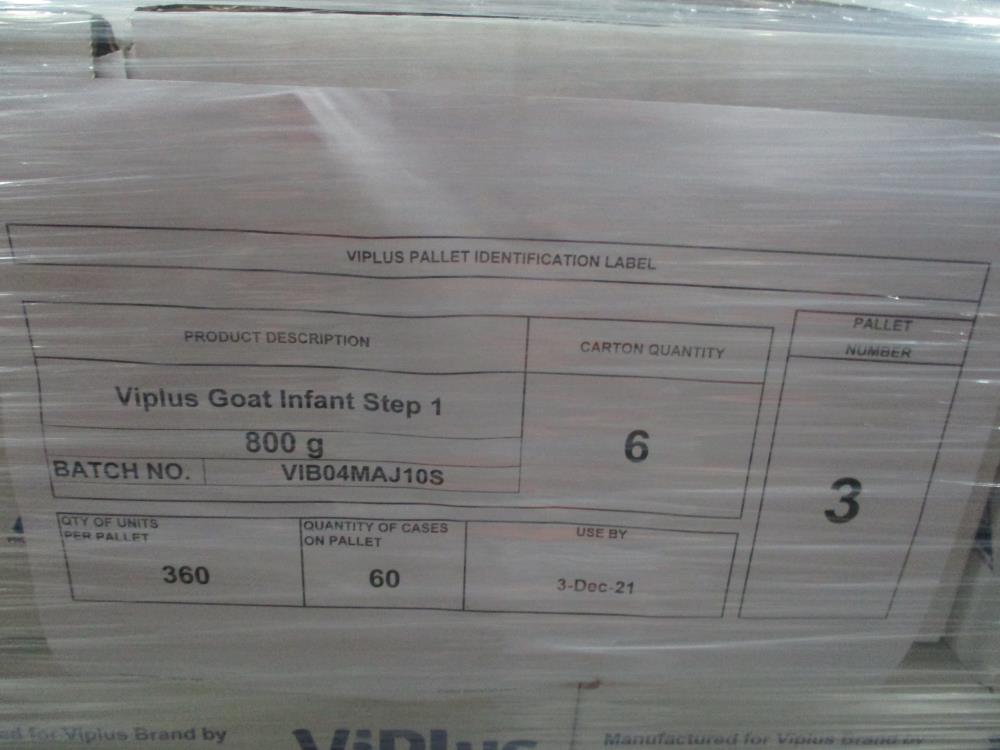 VIPLUS PALLET IDENTIFICATION LABEL
PRODUCT DESCRIPTION
CARTON QUANTITY
PALLET
NUMBER
Viplus Goat Infant Step 1
800 g
6
3
BATCH NO. VIB04MAJ10S
QTY OF UNITS
PER PALLET
QUANTITY OF CASES
ON PALLET
USE BY
360
60
3-Dec-21
for Viplus Brand by
ViPlus
Manufactured for Viplus Brand by